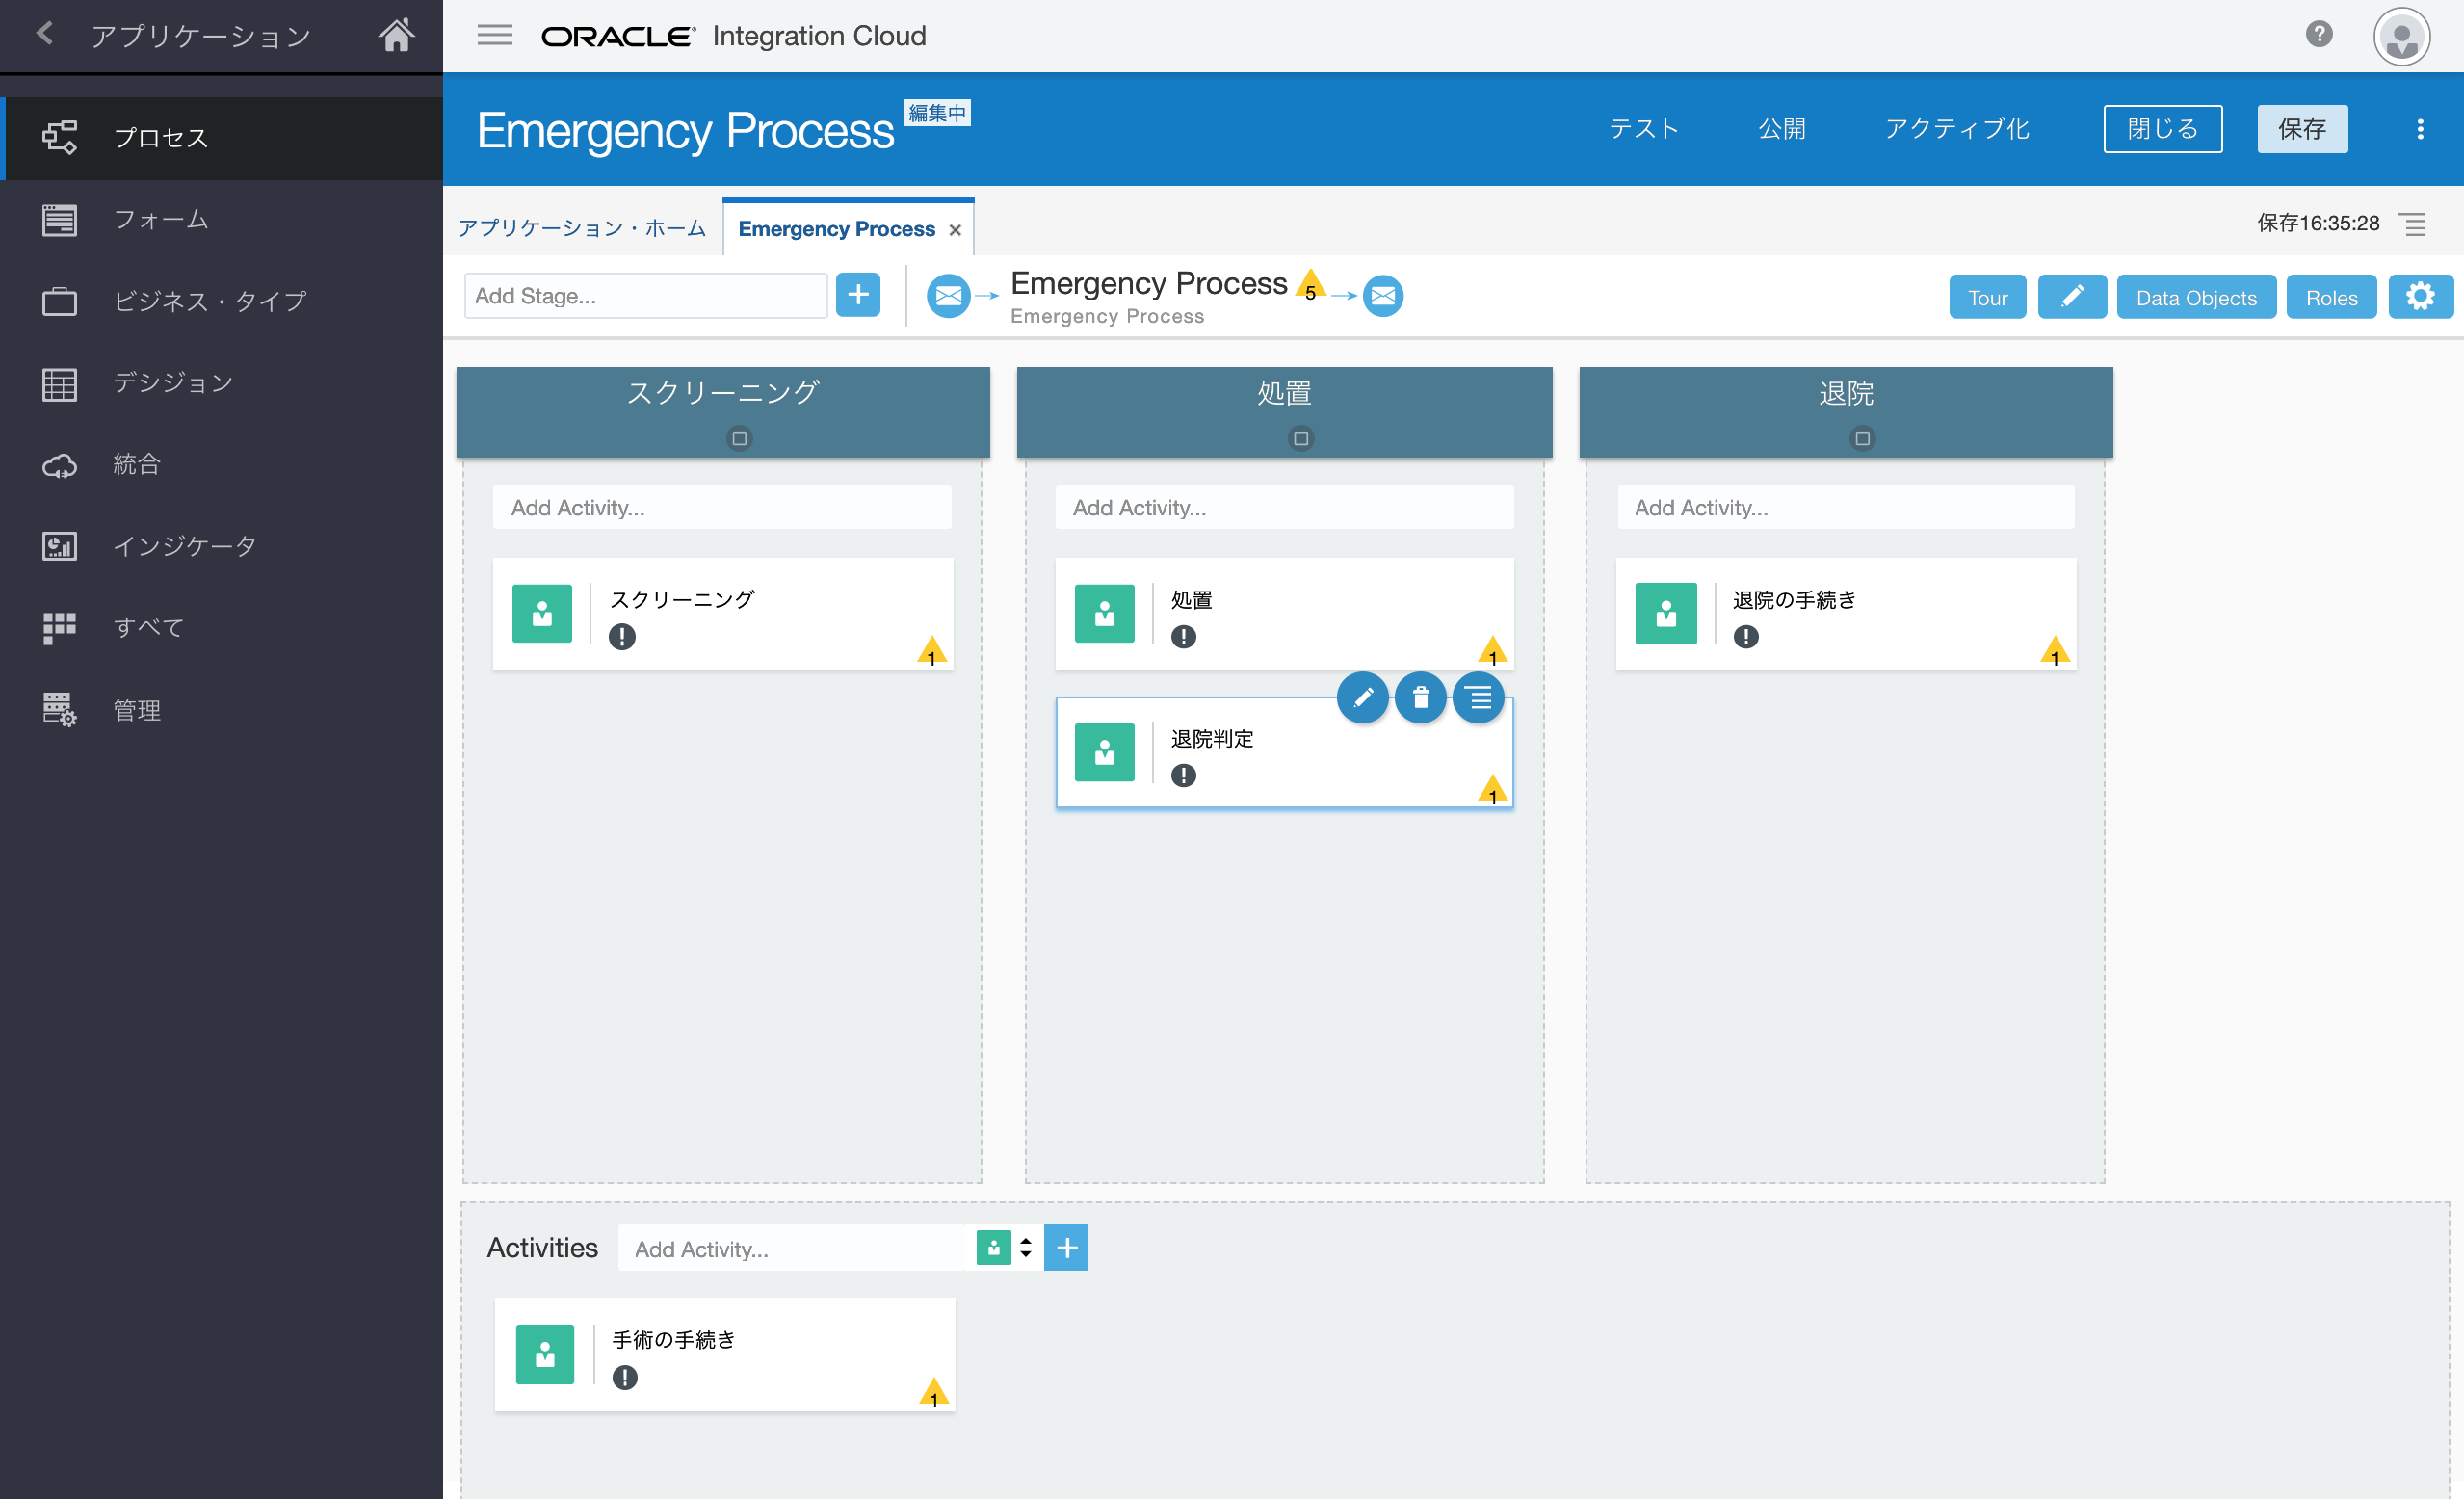 アプリケーション
ORACLE Integration Cloud
?
プロセス
フォーム
ビジネス・タイプ
デシジョン
統合
インジケータ
すべて
管理
Emergency Process 編集中
テスト 公開 アクティブ化 閉じる 保存
アプリケーション・ホーム Emergency Process ×
保存16:35:28
Add Stage... +
Emergency Process 5
Emergency Process
Tour Data Objects Roles
スクリーニング 処置 退院
Add Activity... Add Activity... Add Activity...
スクリーニング
! 1
処置
! 1
退院の手続き
! 1
退院判定
! 1
Activities Add Activity... +
手術の手続き
! 1